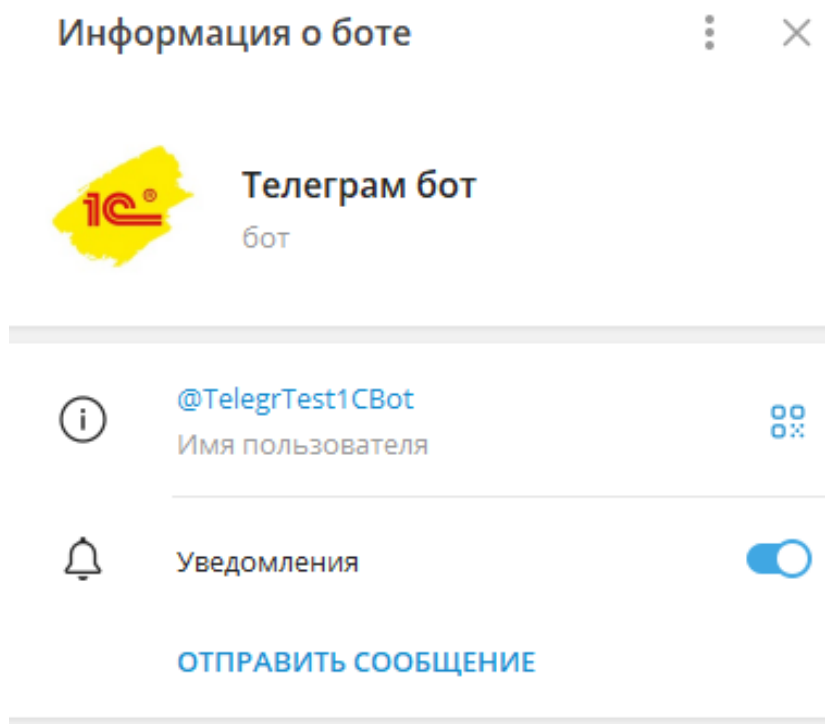 Информация о боте
1С®
Телеграм бот
бот
@TelegrTest1CBot
Имя пользователя
Уведомления
ОТПРАВИТЬ СООБЩЕНИЕ